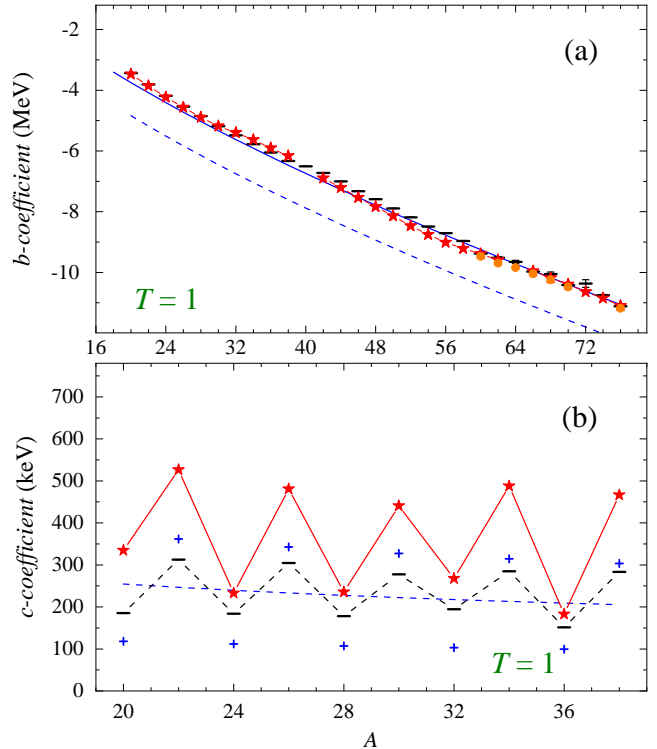 -2
(a)
-4
-6
-8
-10
b-coefficient (MeV)
T = 1
16 24 32 40 48 56 64 72
700
(b)
600
500
400
300
200
100
0
c-coefficient (keV)
T = 1
20 24 28 32 36
A